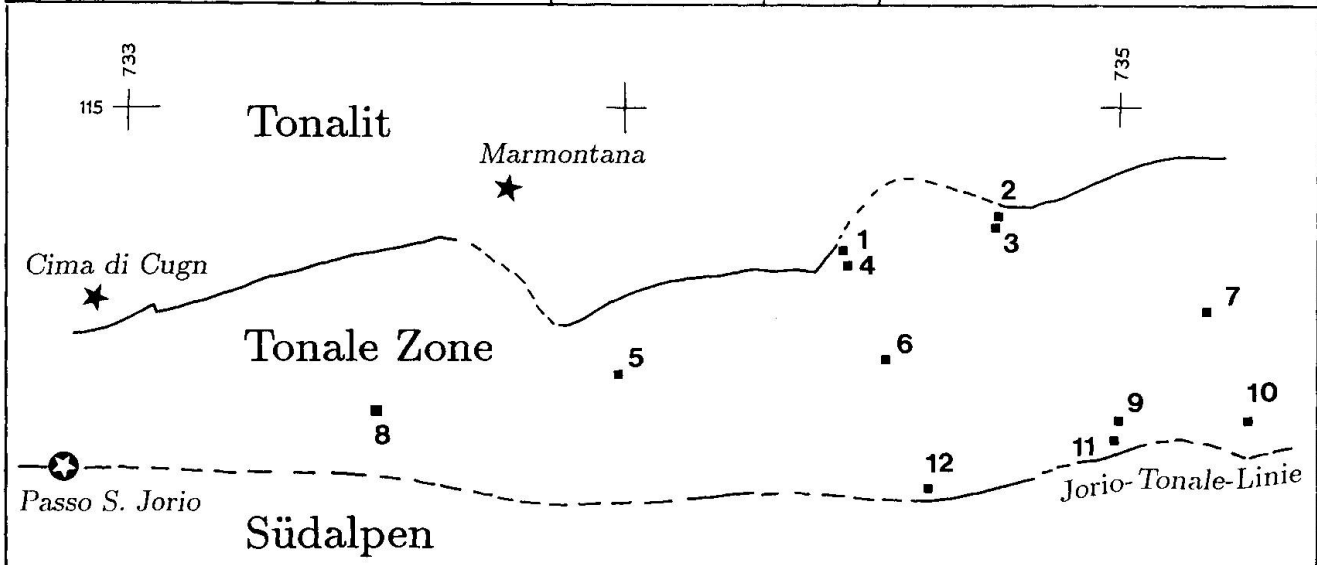 733
735
115
Tonalit
Marmontana
2
3
1
4
Cima di Cugn
7
Tonale Zone
6
5
8
9
10
11
12
Jorio-Tonale-Linie
Passo S. Jorio
Südalpen